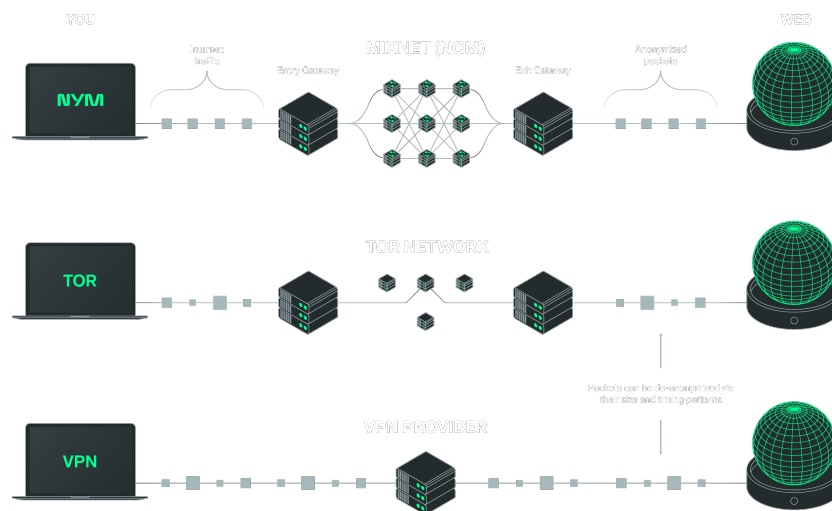 YOU
WEB
MIXNET (NGM)
Internet
traffic
Anonymized
packets
Entry Gateway
Exit Gateway
NYM
TOR NETWORK
TOR
Packets can be de-anonymized via
their size and timing patterns
VPN PROVIDER
VPN